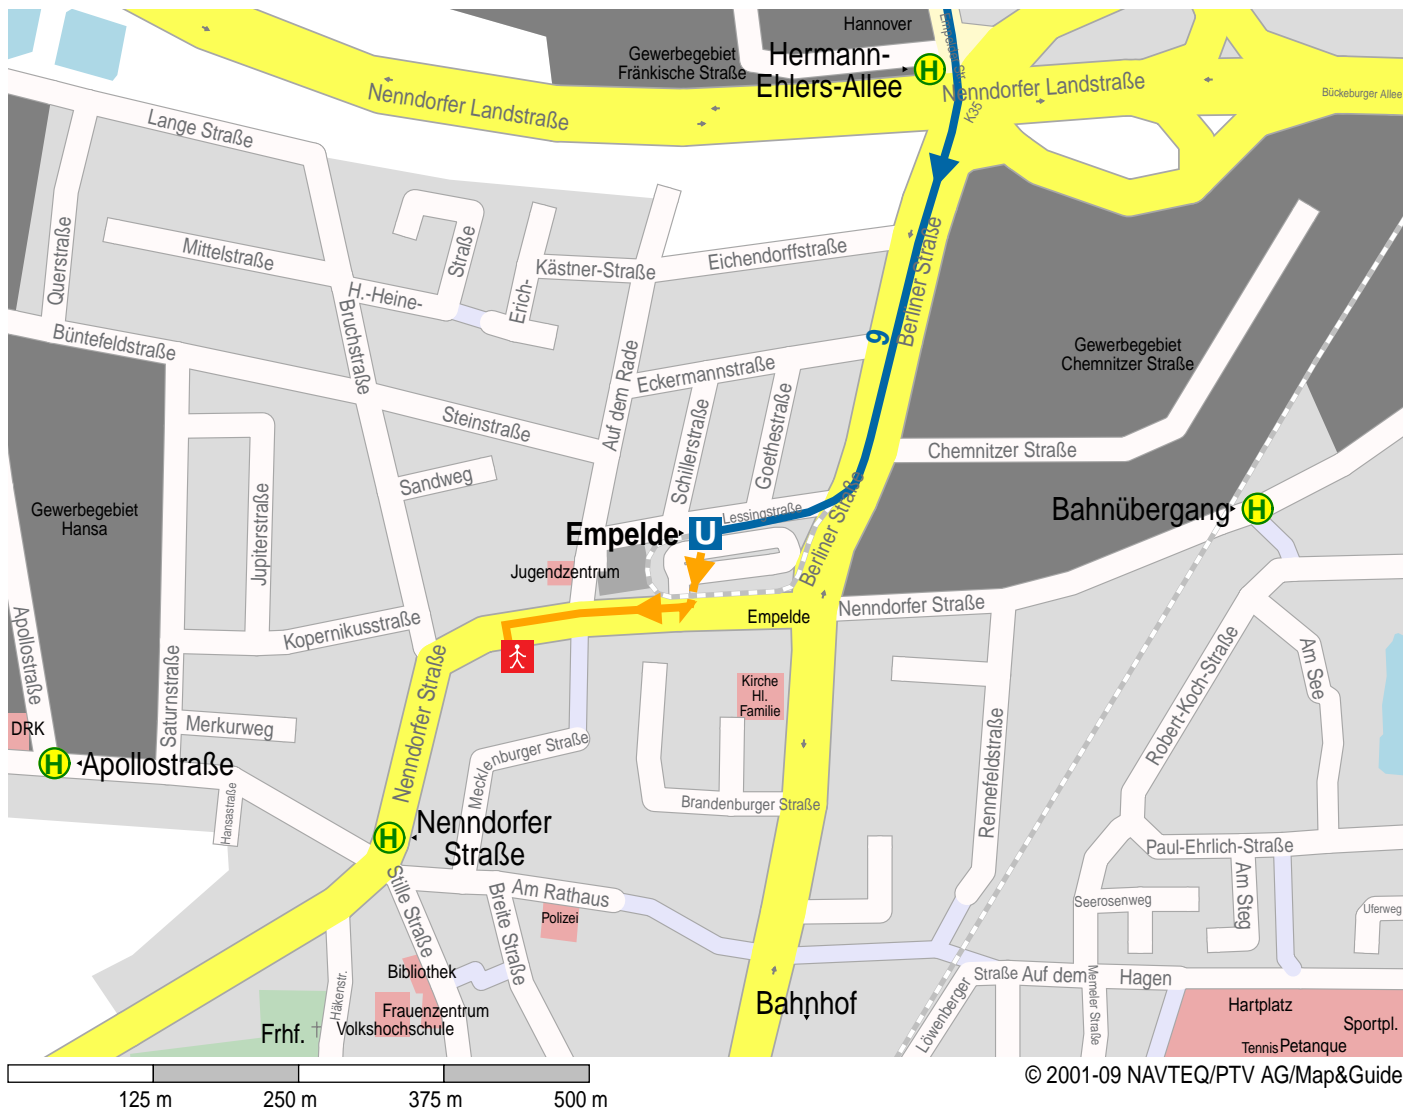 Hannover
Gewerbegebiet
Fränkische Straße
Hermann-
Ehlers-Allee
H
Empelder Str.
K35
Nenndorfer Landstraße
Nenndorfer Landstraße
Bückeburger Allee
Lange Straße
Querstraße
Mittelstraße
H.-Heine-
Straße
Erich-
Kästner-Straße
Eichendorffstraße
Berliner Straße
9
Büntefeldstraße
Bruchstraße
Steinstraße
Auf dem Rade
Eckermannstraße
Schillerstraße
Goethestraße
Gewerbegebiet
Chemnitzer Straße
Chemnitzer Straße
Sandweg
Lessingstraße
Berliner Straße
Gewerbegebiet
Hansa
Jupiterstraße
Empelde
U
Bahnübergang
H
Jugendzentrum
Apollostraße
Kopernikusstraße
Empelde
Nenndorfer Straße
Saturnstraße
Merkurweg
Nenndorfer Straße
DRK
H
Apollostraße
Hansastraße
Kirche
Hl.
Familie
Mecklenburger Straße
Brandenburger Straße
Rennefeldstraße
Robert-Koch-Straße
Am See
H
Nenndorfer
Straße
Paul-Ehrlich-Straße
Stille Straße
Am Rathaus
Breite Straße
Polizei
Seerosenweg
Am Steg
Uferweg
Bibliothek
Häkenstr.
Frauenzentrum
Volkshochschule
Frhf.
Bahnhof
Löwenberger
Straße
Auf dem
Hagen
Memeler Straße
Hartplatz
Sportpl.
Tennis
Petanque
© 2001-09 NAVTEQ/PTV AG/Map&Guide
125 m
250 m
375 m
500 m